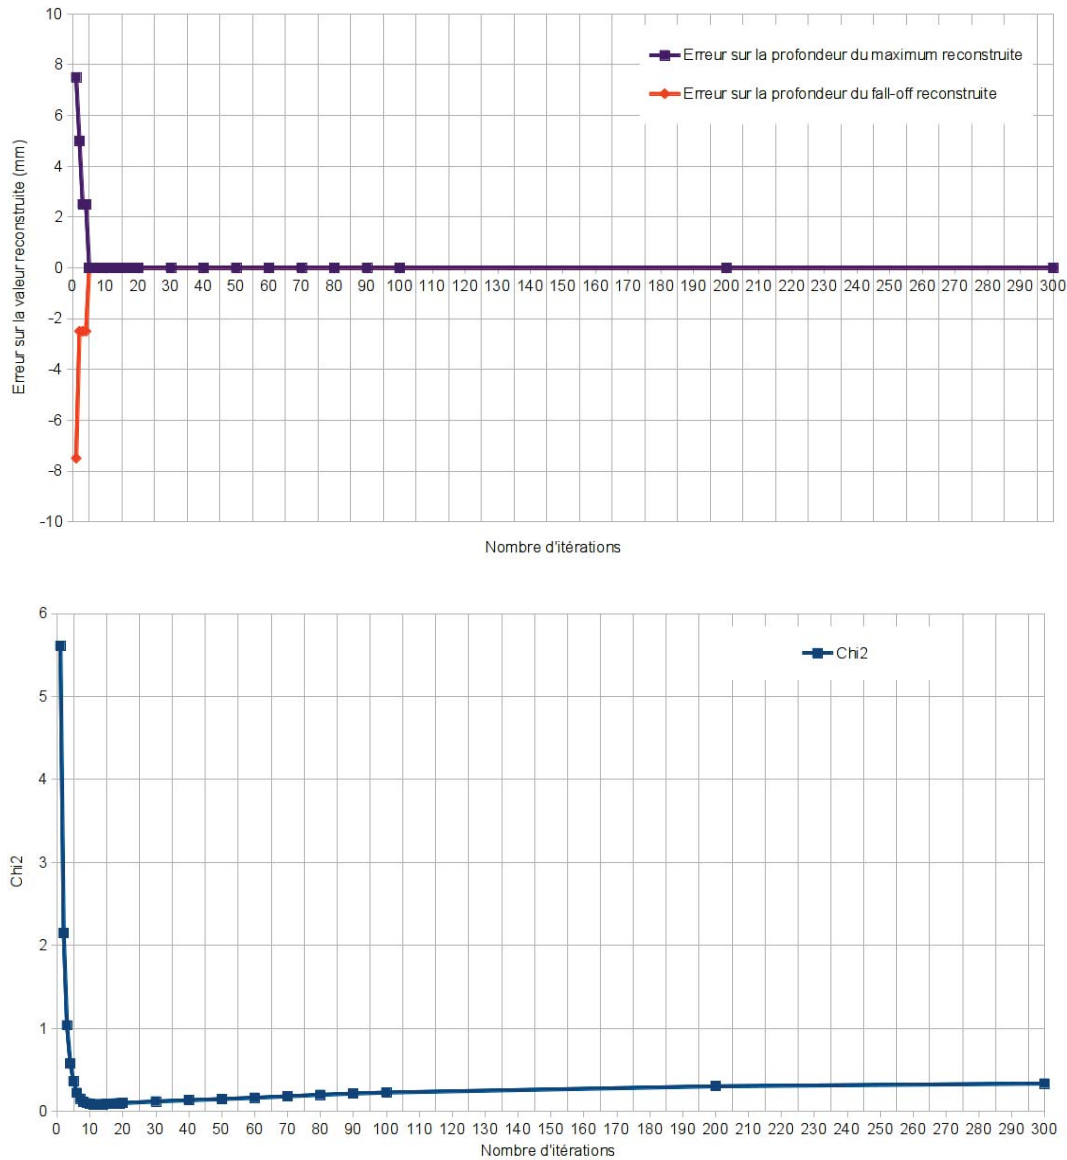 10
8
6
4
2
0
-2
-4
-6
-8
-10
Erreur sur la valeur reconstruite (mm)
Erreur sur la profondeur du maximum reconstruite
Erreur sur la profondeur du fall-off reconstruite
0 10 20 30 40 50 60 70 80 90 100 110 120 130 140 150 160 170 180 190 200 210 220 230 240 250 260 270 280 290 300
Nombre d'itérations
6
5
4
3
2
1
0
Chi2
Chi2
0 10 20 30 40 50 60 70 80 90 100 110 120 130 140 150 160 170 180 190 200 210 220 230 240 250 260 270 280 290 300
Nombre d'itérations